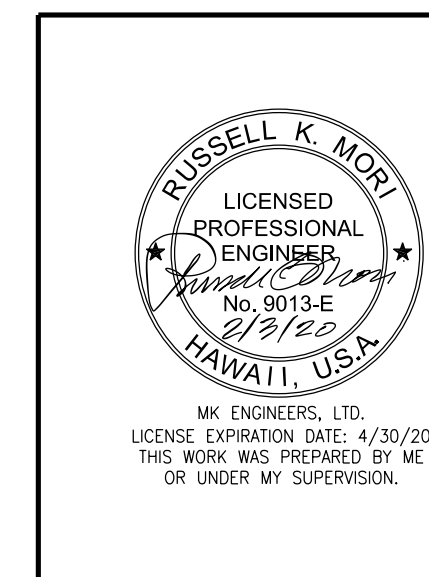 RUSSELL K. MORI
LICENSED
PROFESSIONAL
ENGINEER
No. 9013-E
2/3/20
HAWAII, U.S.A.
MK ENGINEERS, LTD.
LICENSE EXPIRATION DATE: 4/30/20
THIS WORK WAS PREPARED BY ME
OR UNDER MY SUPERVISION.